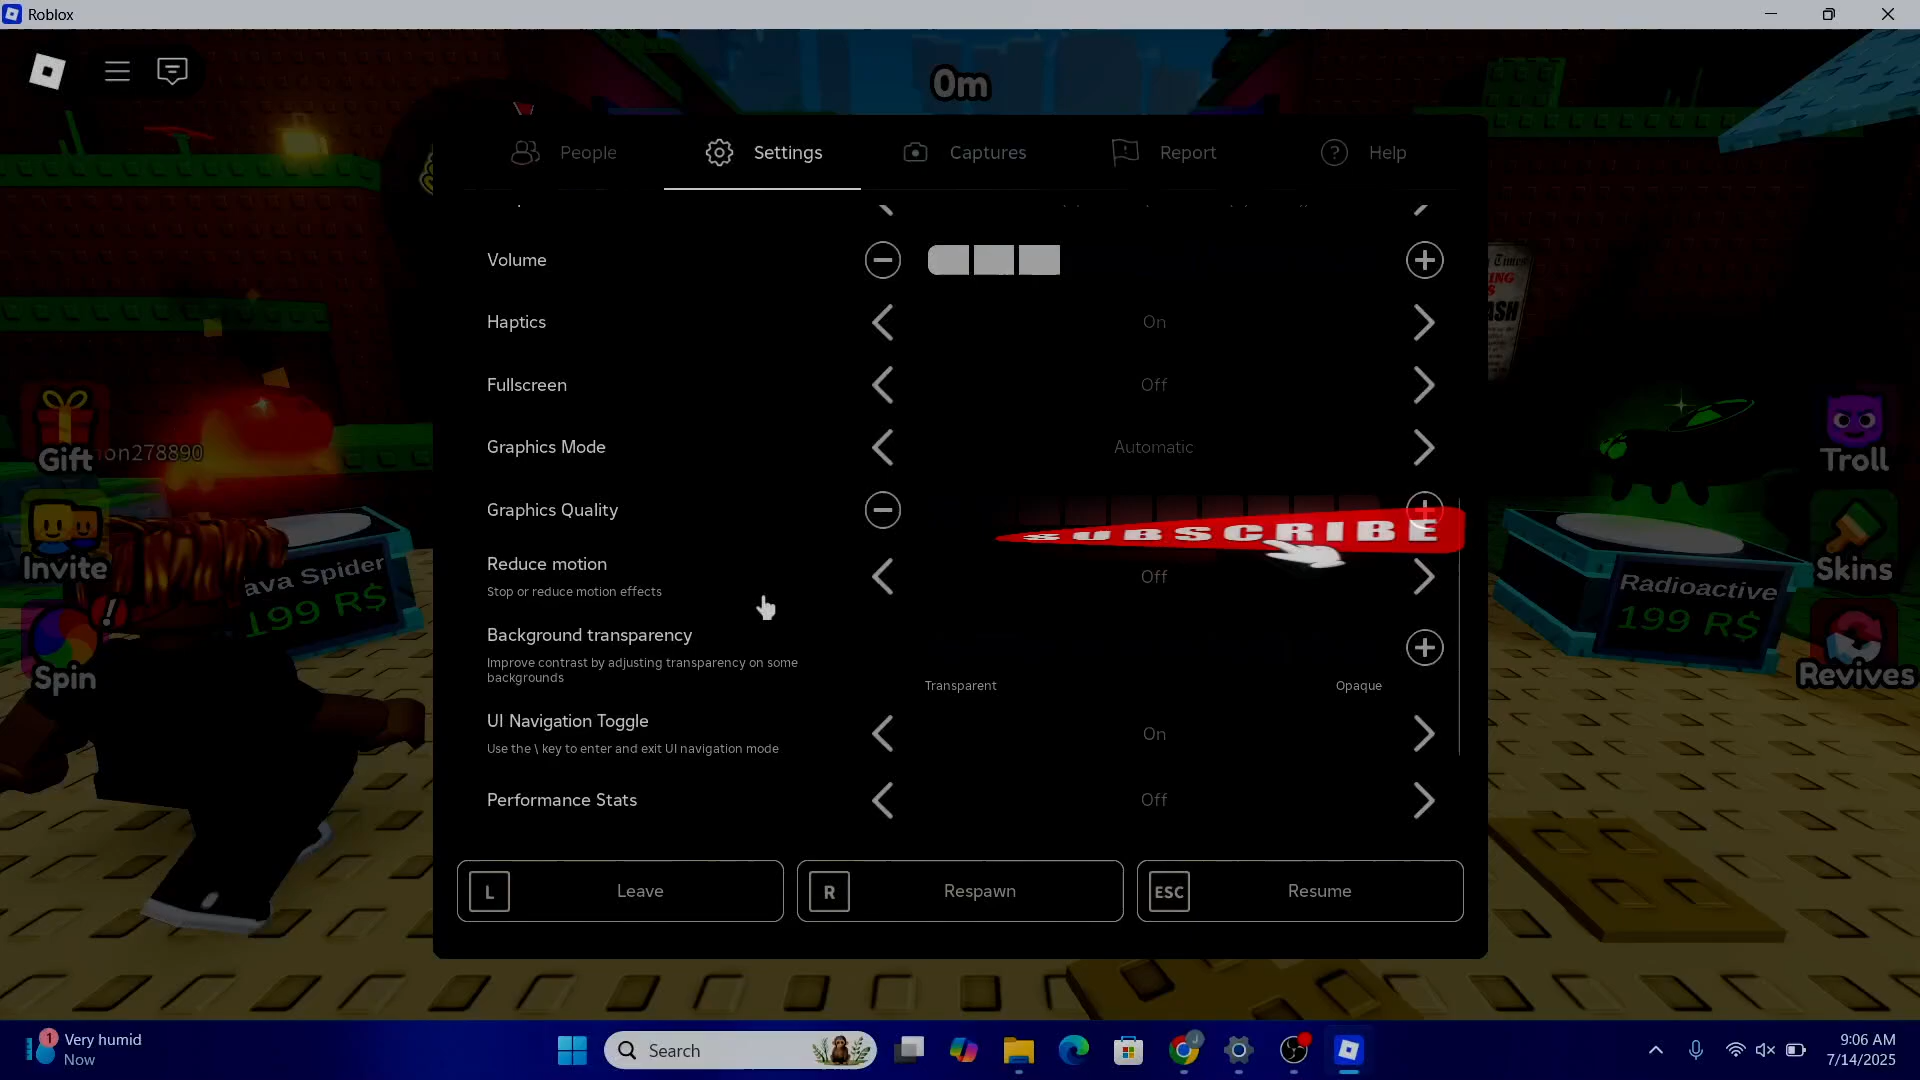 Roblox
0m
People
Settings
Captures
Report
Help
Volume
Haptics
On
Fullscreen
Off
Graphics Mode
Automatic
Graphics Quality
UBSCRIBE
Reduce motion
Off
Stop or reduce motion effects
Background transparency
Improve contrast by adjusting transparency on some
backgrounds
Transparent
Opaque
UI Navigation Toggle
On
Use the \ key to enter and exit UI navigation mode
Performance Stats
Off
L
Leave
R
Respawn
ESC
Resume
Gift
on278890
Invite
Spin
!
ava Spider
199 R$
Times
Troll
Skins
Revives
Radioactive
199 R$
1
Very humid
Now
Search
J
9:06 AM
7/14/2025